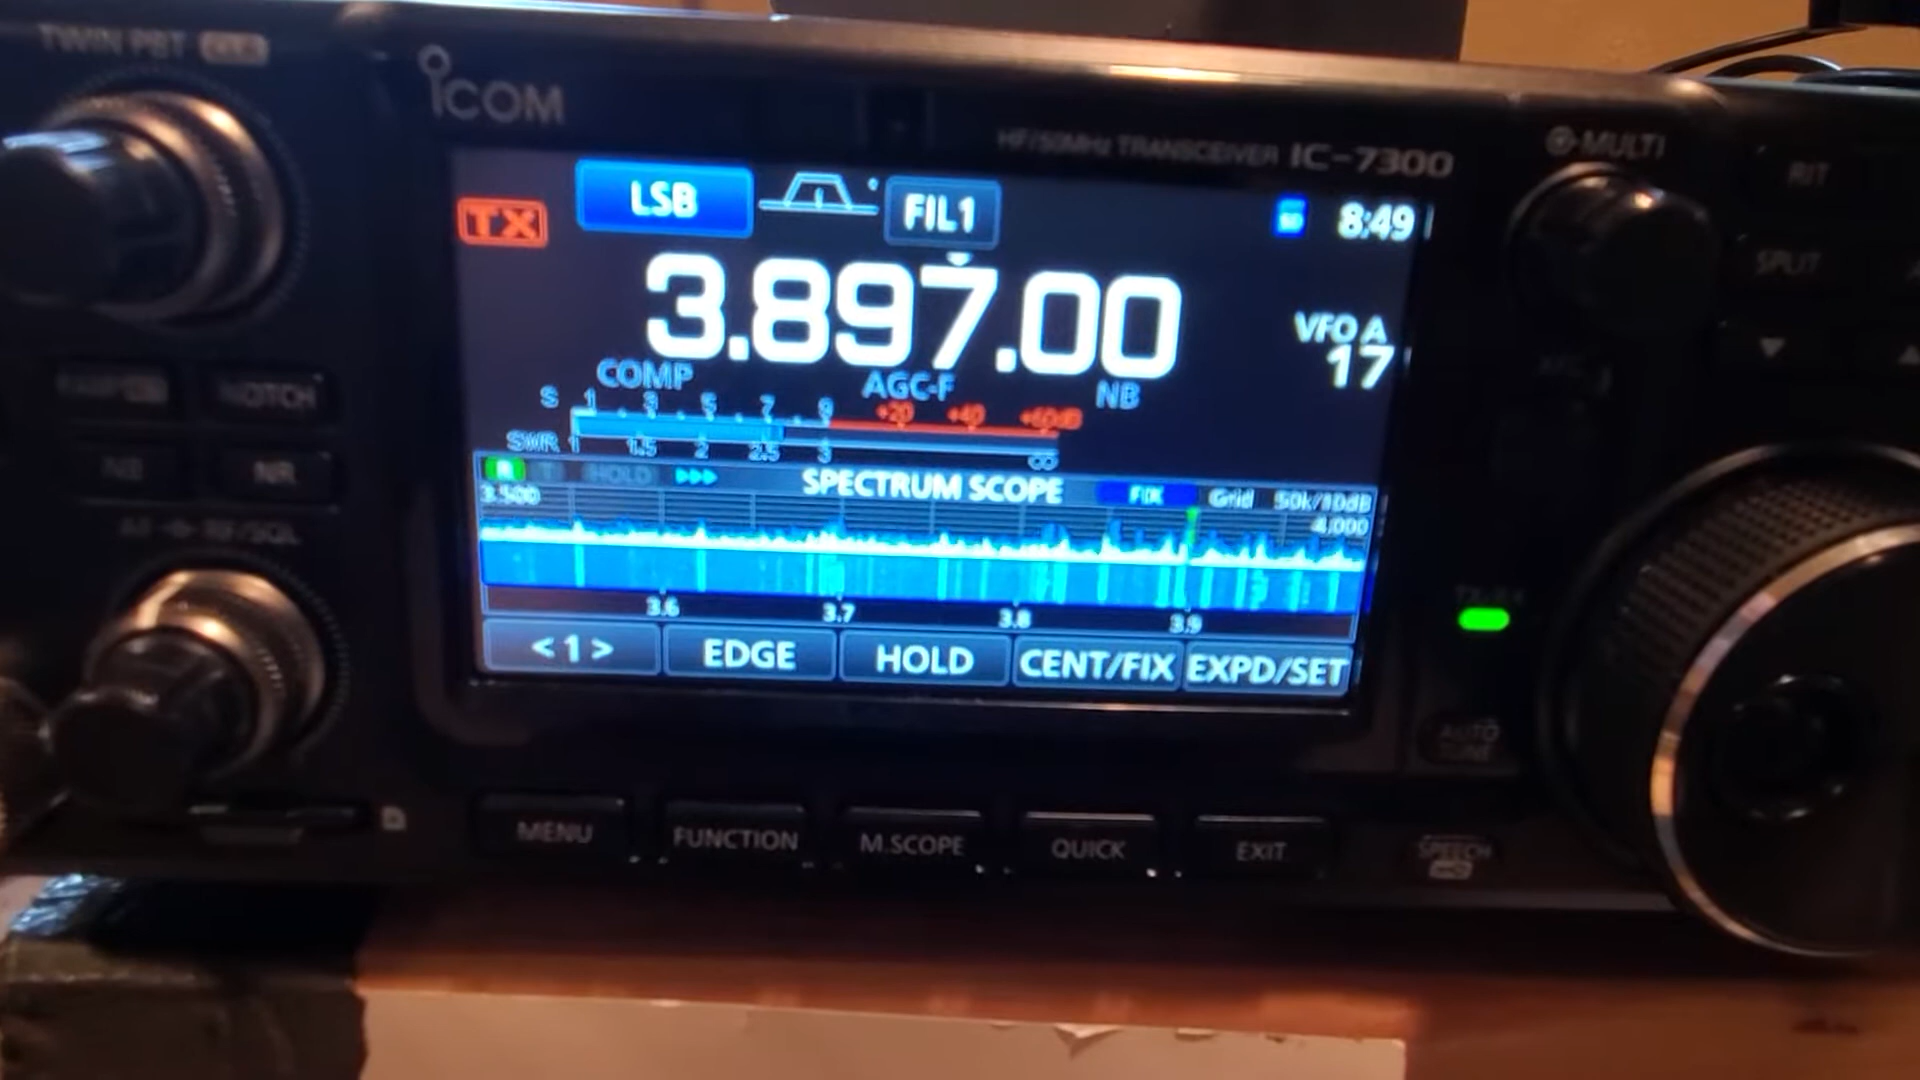 TWIN PBT
ICOM
HF/50MHz TRANSCEIVER IC-7300
MULTI
RIT
TX
LSB
FIL1
8:49
SPLIT
3.897.00
VFO A
17
COMP
AGC-F
NB
S 1 . 3 . 5 . 7 . 9 +20 +40 +60dB
SWR 1 1.5 2 2.5 3 ∞
NOTCH
NB
NR
AF RF/SQL
HOLD
SPECTRUM SCOPE
FIX
Grid
50k/10dB
3.500
4.000
3.6
3.7
3.8
3.9
< 1 >
EDGE
HOLD
CENT/FIX
EXPD/SET
AUTO
TUNE
MENU
FUNCTION
M.SCOPE
QUICK
EXIT
SPEECH